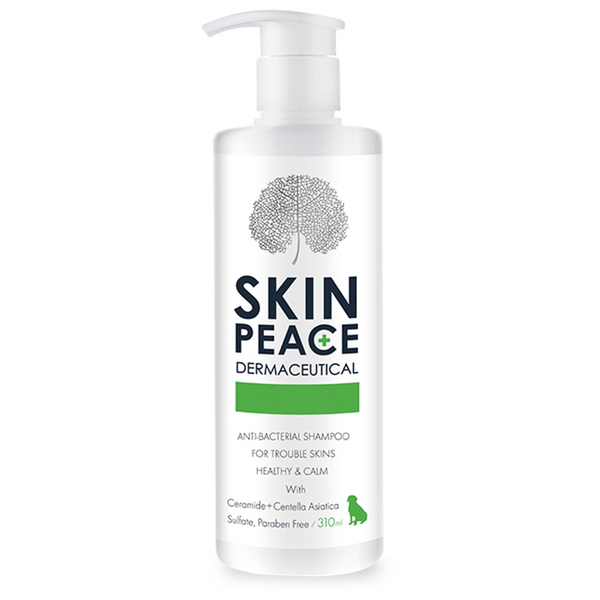 SKIN
PEACE
DERMACEUTICAL
ANTI-BACTERIAL SHAMPOO
FOR TROUBLE SKINS
HEALTHY & CALM
With
Ceramide+Centella Asiatica
Sulfate, Paraben Free / 310ml